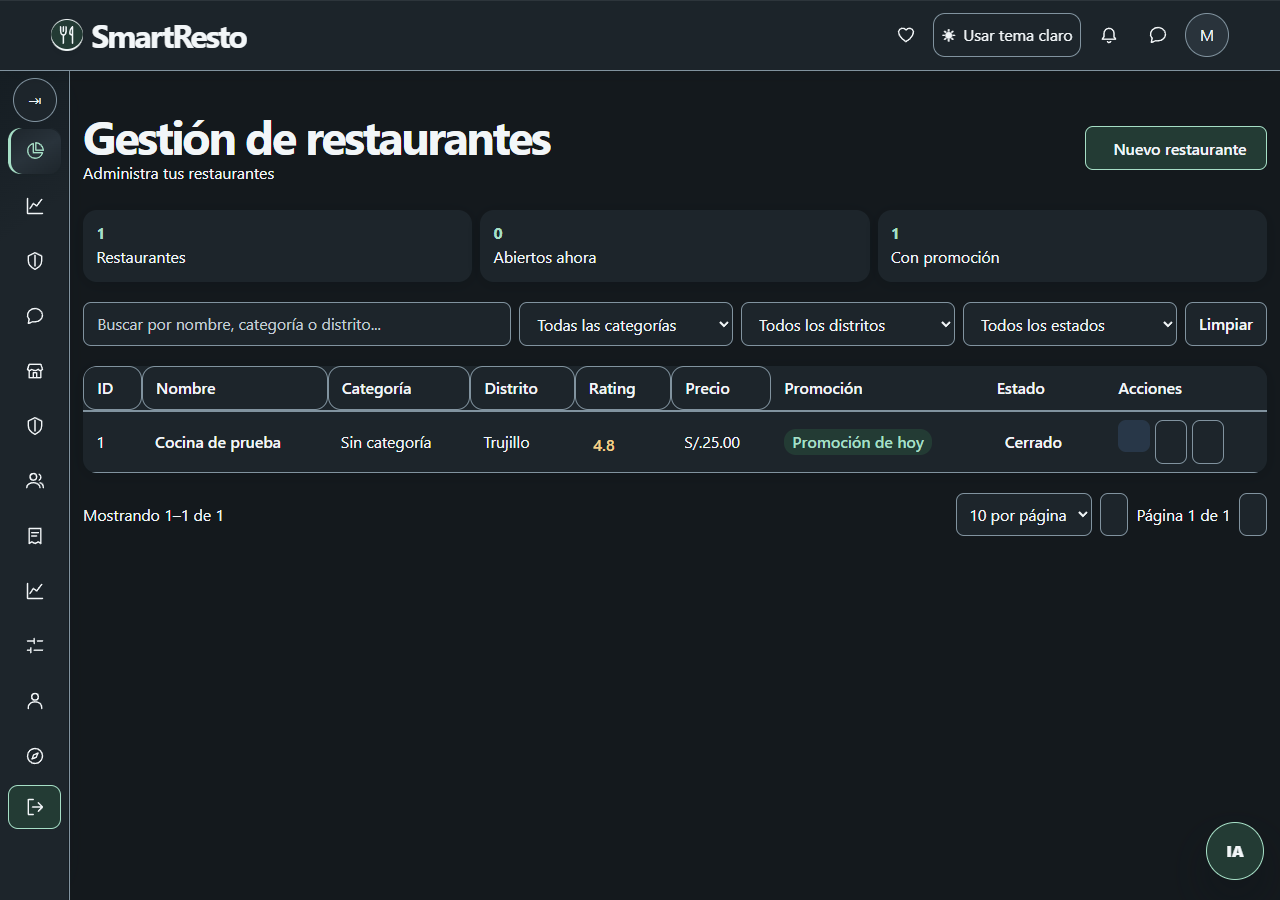 SmartResto
Usar tema claro
M
Gestión de restaurantes
Administra tus restaurantes
Nuevo restaurante
1
Restaurantes
0
Abiertos ahora
1
Con promoción
Buscar por nombre, categoría o distrito...
Todas las categorías
Todos los distritos
Todos los estados
Limpiar
ID Nombre Categoría Distrito Rating Precio Promoción Estado Acciones
1 Cocina de prueba Sin categoría Trujillo 4.8 S/.25.00 Promoción de hoy Cerrado
Mostrando 1–1 de 1
10 por página
Página 1 de 1
IA